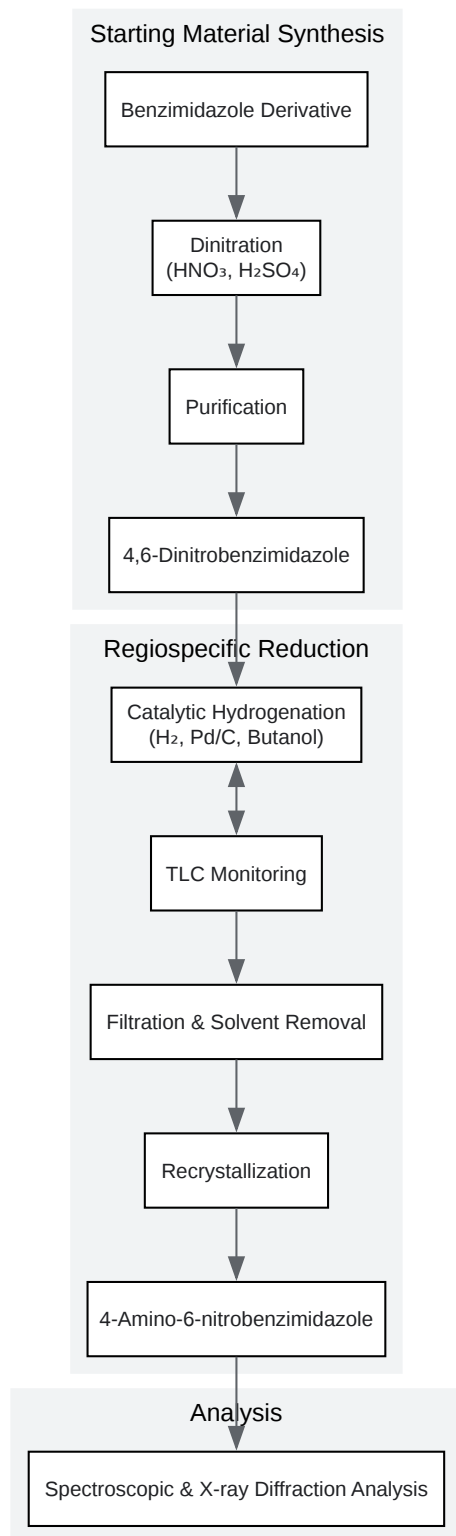 Starting Material Synthesis
Benzimidazole Derivative
Dinitration
(HNO₃, H₂SO₄)
Purification
4,6-Dinitrobenzimidazole
Regiospecific Reduction
Catalytic Hydrogenation
(H₂, Pd/C, Butanol)
TLC Monitoring
Filtration & Solvent Removal
Recrystallization
4-Amino-6-nitrobenzimidazole
Analysis
Spectroscopic & X-ray Diffraction Analysis